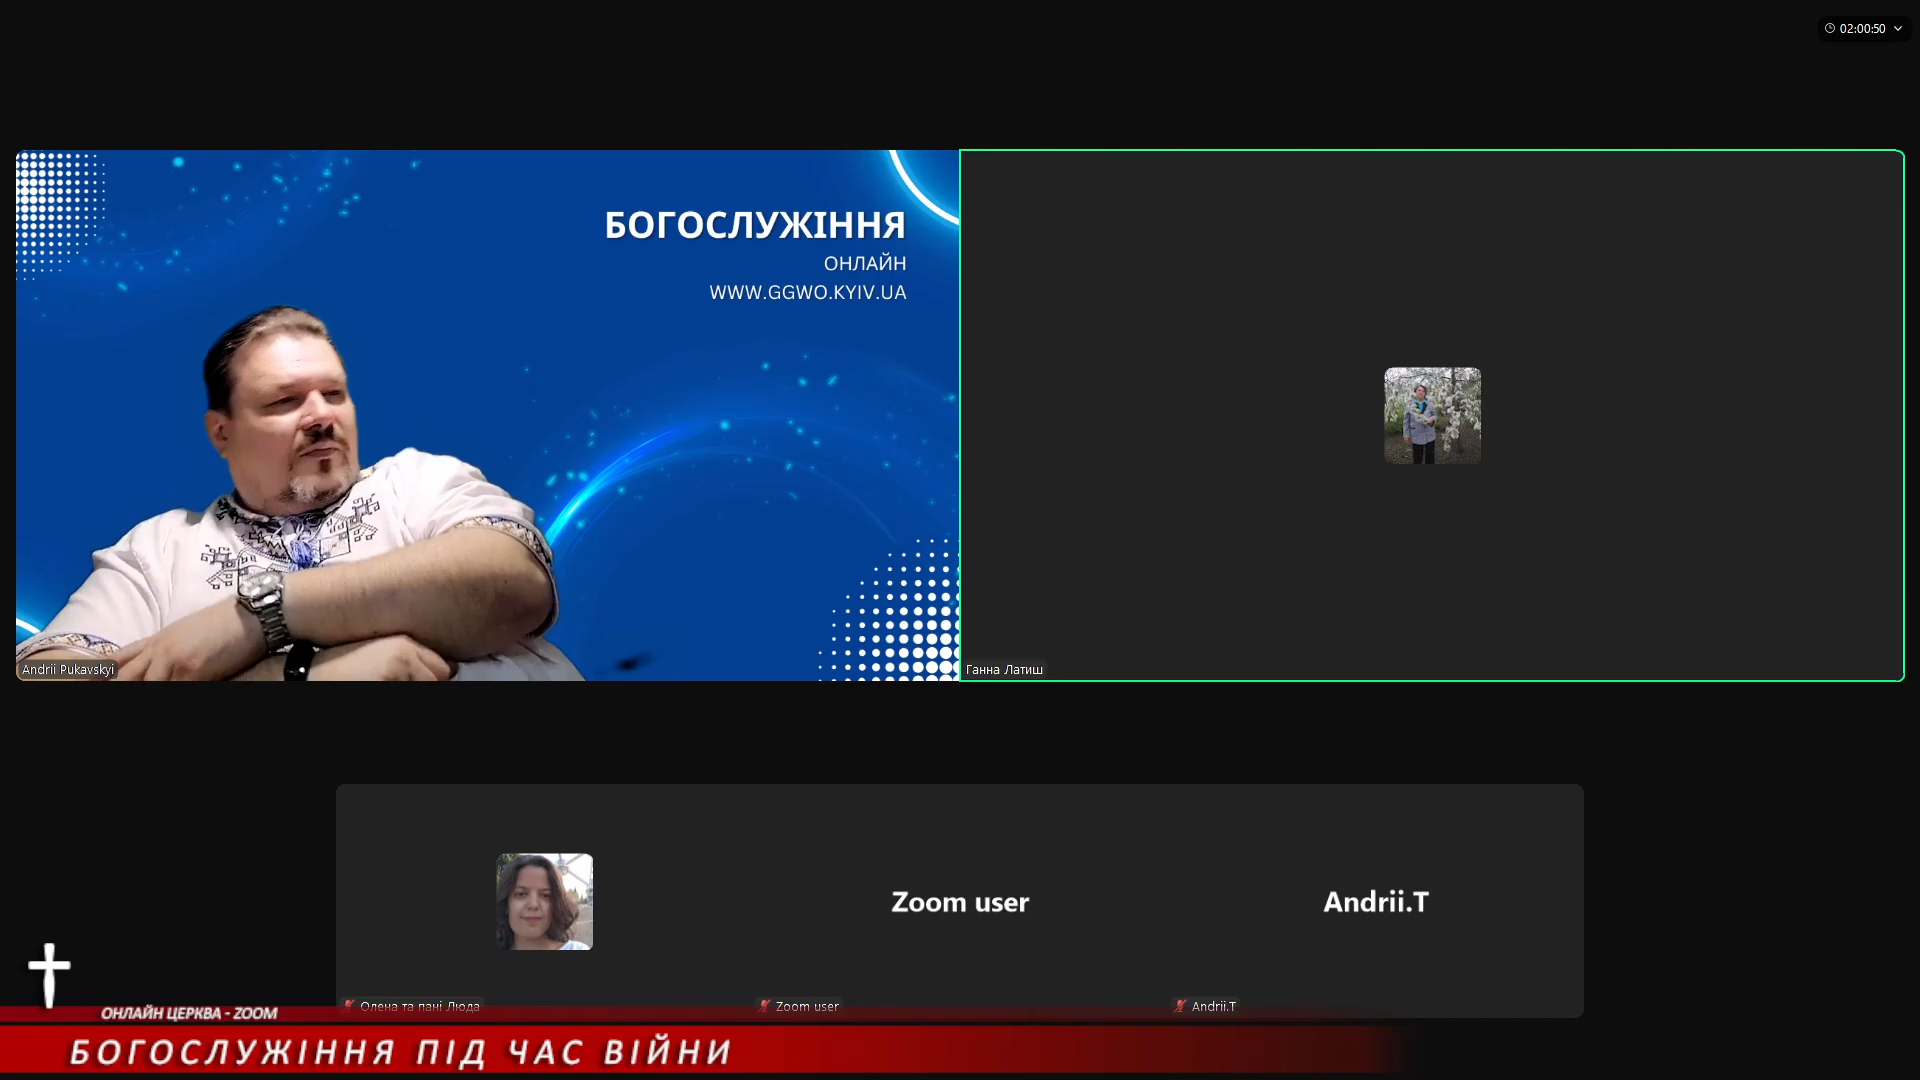 02:00:50
БОГОСЛУЖІННЯ
ОНЛАЙН
WWW.GGWO.KYIV.UA
Andrii Pukavskyi
Ганна Латиш
Zoom user
Andrii.T
Олена та пані Люда
Zoom user
Andrii.T
ОНЛАЙН ЦЕРКВА - ZOOM
БОГОСЛУЖІННЯ ПІД ЧАС ВІЙНИ